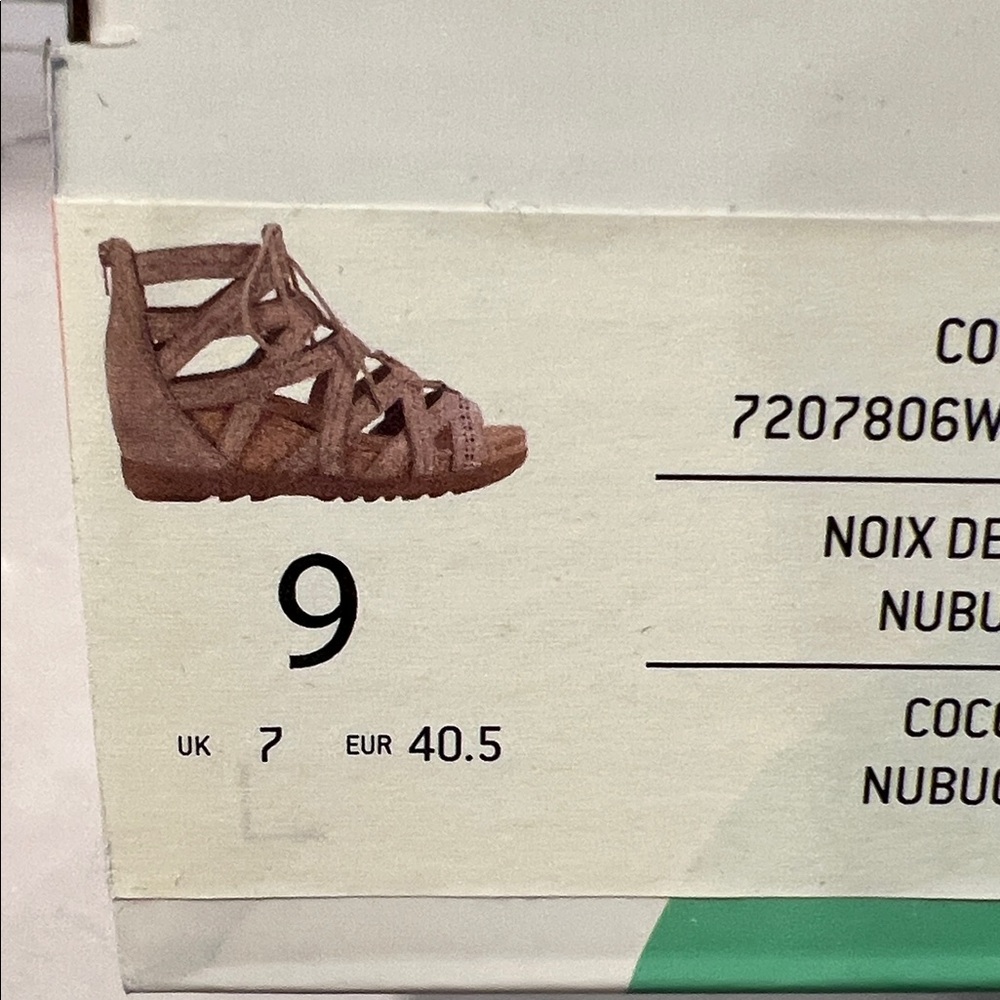 9
UK 7 EUR 40.5
CO
7207806W
NOIX DE
NUBU
COCO
NUBUC